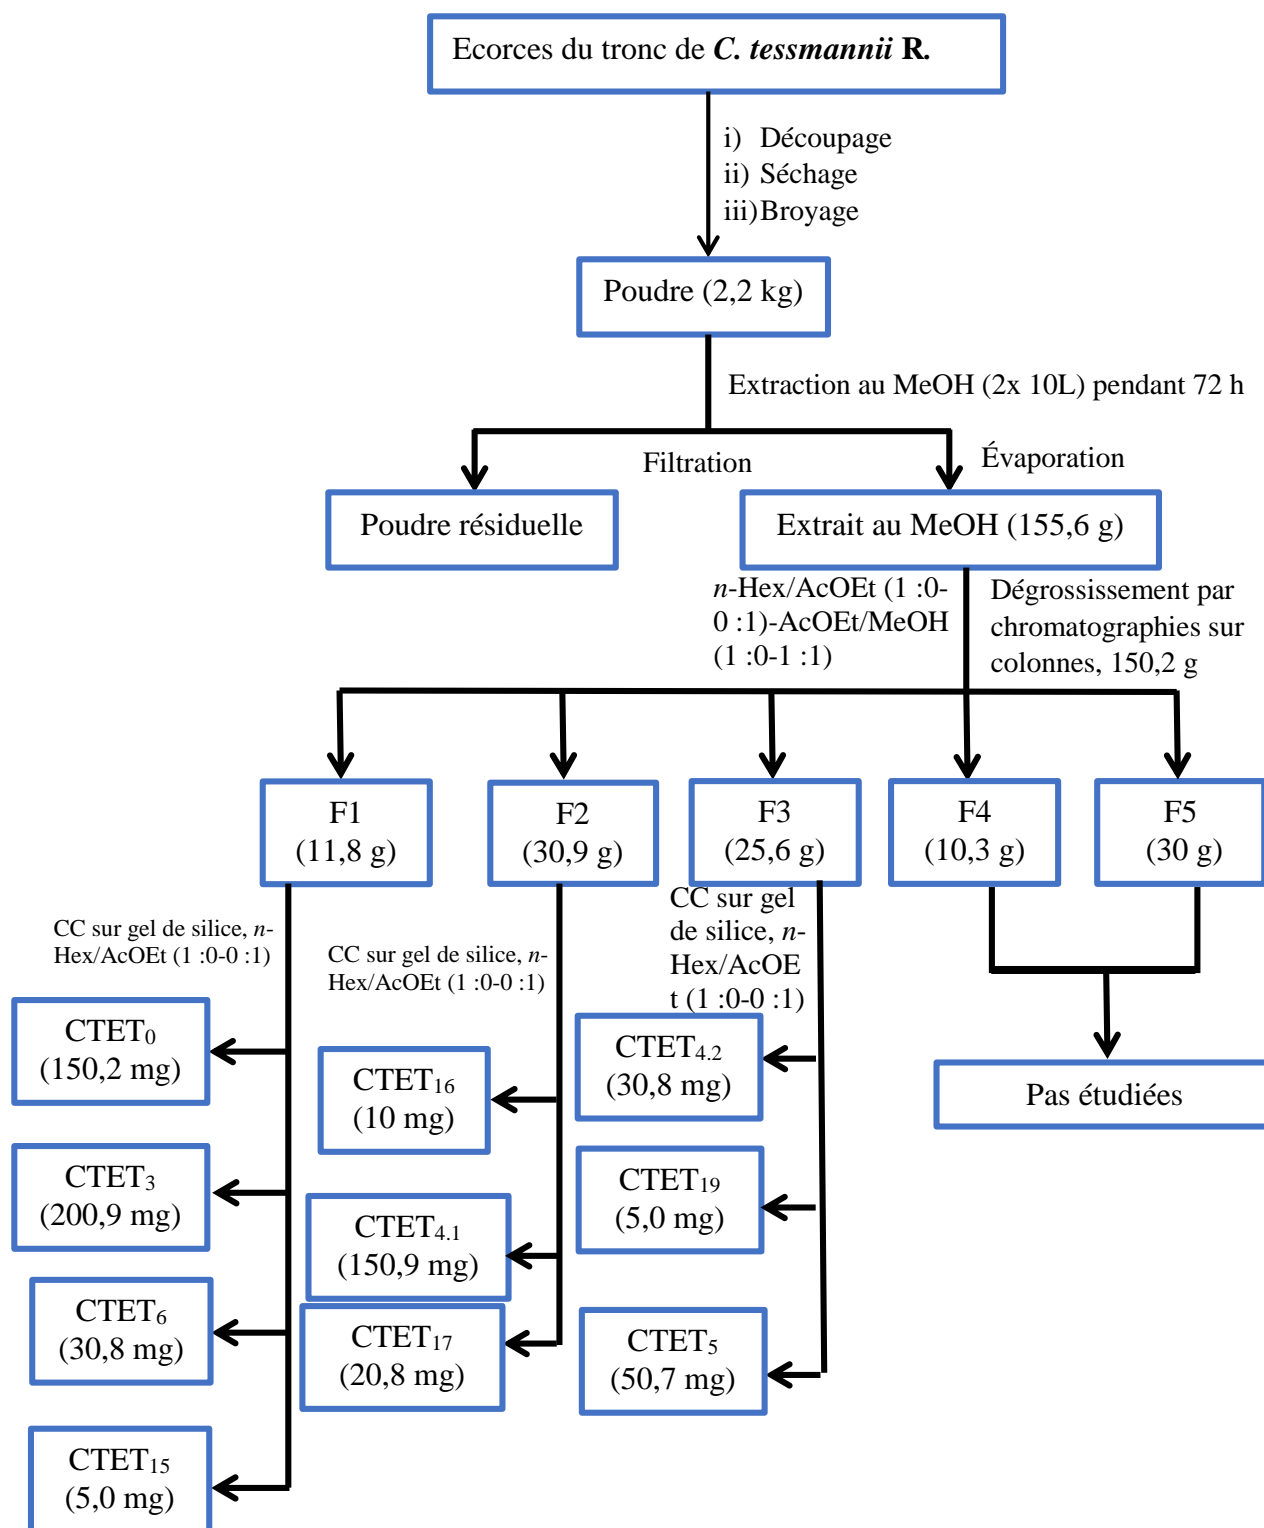 Ecorces du tronc de C. tessmannii R.
i) Découpage
ii) Séchage
iii)Broyage
Poudre (2,2 kg)
Extraction au MeOH (2x 10L) pendant 72 h
Filtration
Évaporation
Poudre résiduelle
Extrait au MeOH (155,6 g)
n-Hex/AcOEt (1 :0-
0 :1)-AcOEt/MeOH
(1 :0-1 :1)
Dégrossissement par
chromatographies sur
colonnes, 150,2 g
F1
(11,8 g)
F2
(30,9 g)
F3
(25,6 g)
F4
(10,3 g)
F5
(30 g)
CC sur gel de silice, n-
Hex/AcOEt (1 :0-0 :1)
CC sur gel de silice, n-
Hex/AcOEt (1 :0-0 :1)
CC sur gel
de silice, n-
Hex/AcOE
t (1 :0-0 :1)
CTET0
(150,2 mg)
CTET3
(200,9 mg)
CTET6
(30,8 mg)
CTET15
(5,0 mg)
CTET16
(10 mg)
CTET4.1
(150,9 mg)
CTET17
(20,8 mg)
CTET4.2
(30,8 mg)
CTET19
(5,0 mg)
CTET5
(50,7 mg)
Pas étudiées